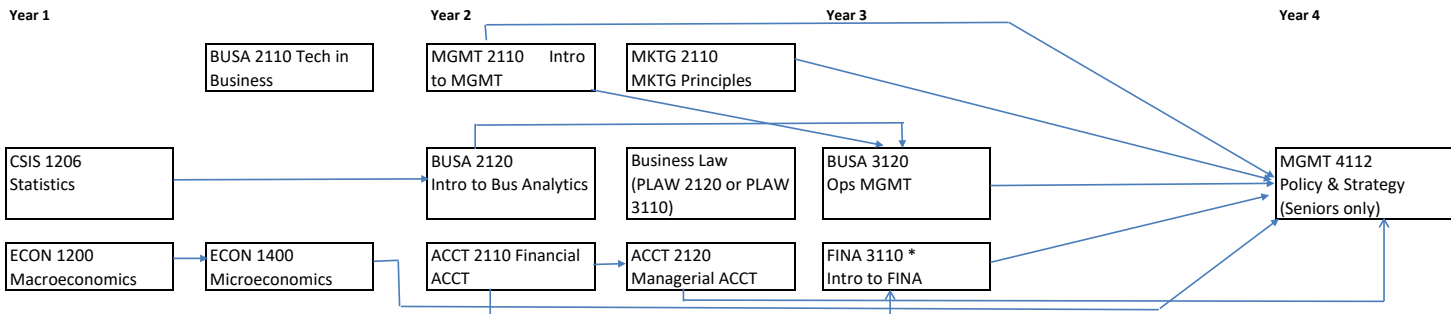 Year 1
Year 2
Year 3
Year 4
BUSA 2110 Tech in
Business
MGMT 2110 Intro
to MGMT
MKTG 2110
MKTG Principles
CSIS 1206
Statistics
BUSA 2120
Intro to Bus Analytics
Business Law
(PLAW 2120 or PLAW
3110)
BUSA 3120
Ops MGMT
MGMT 4112
Policy & Strategy
(Seniors only)
ECON 1200
Macroeconomics
ECON 1400
Microeconomics
ACCT 2110 Financial
ACCT
ACCT 2120
Managerial ACCT
FINA 3110 *
Intro to FINA